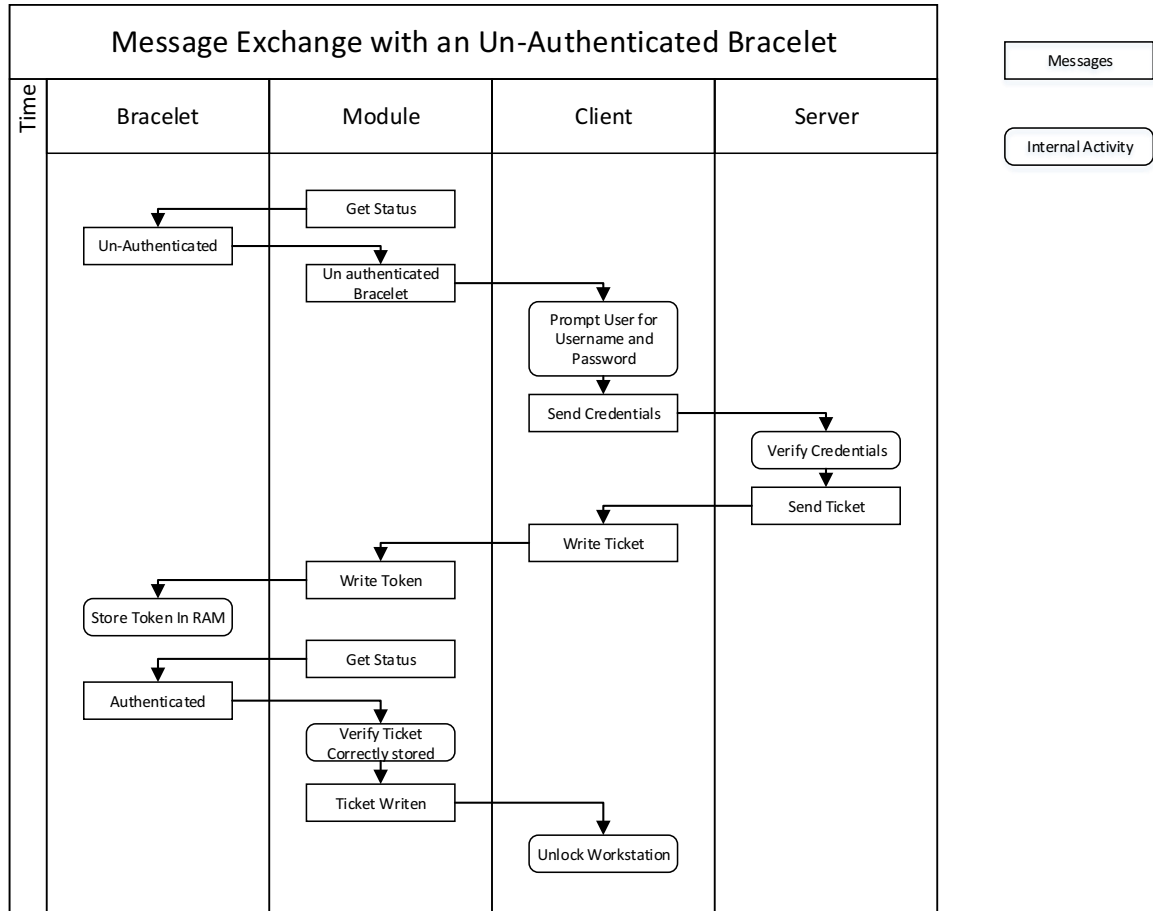 Message Exchange with an Un-Authenticated Bracelet
Messages
Time
Bracelet
Module
Client
Server
Internal Activity
Get Status
Un-Authenticated
Un authenticated
Bracelet
Prompt User for
Username and
Password
Send Credentials
Verify Credentials
Send Ticket
Write Ticket
Write Token
Store Token In RAM
Get Status
Authenticated
Verify Ticket
Correctly stored
Ticket Writen
Unlock Workstation